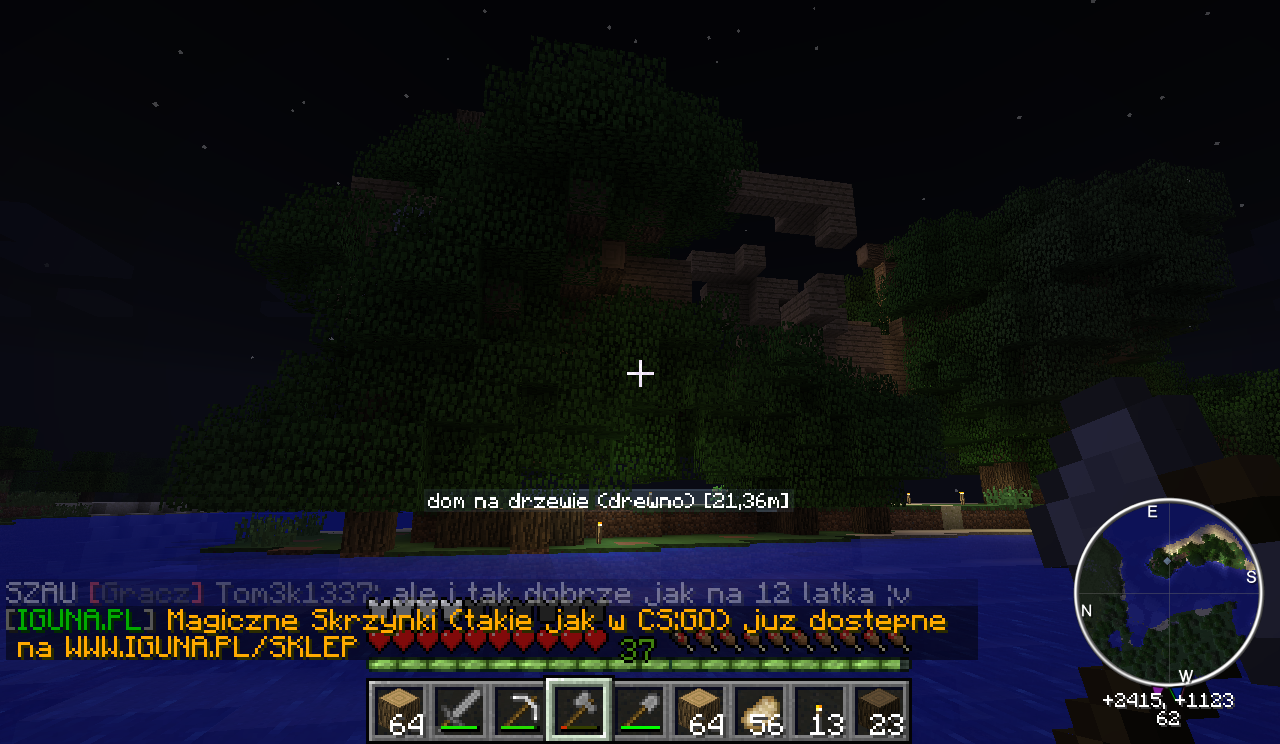 dom na drzewie (drewno) [21,36m]
SZAU [Gracz] Tom3k1337: ale i tak dobrze jak na 12 latka ;v
[IGUNA.PL] Magiczne Skrzynki (takie jak w CS:GO) juz dostepne
na WWW.IGUNA.PL/SKLEP
37
64 64 56 13 23
E
S
N
W
+2415, +1123
62